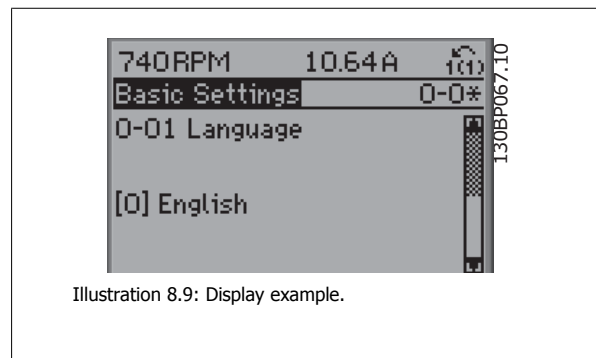 740RPM 10.64A 1(1)
Basic Settings 0-0*
0-01 Language
[0] English
130BP067.10
Illustration 8.9: Display example.